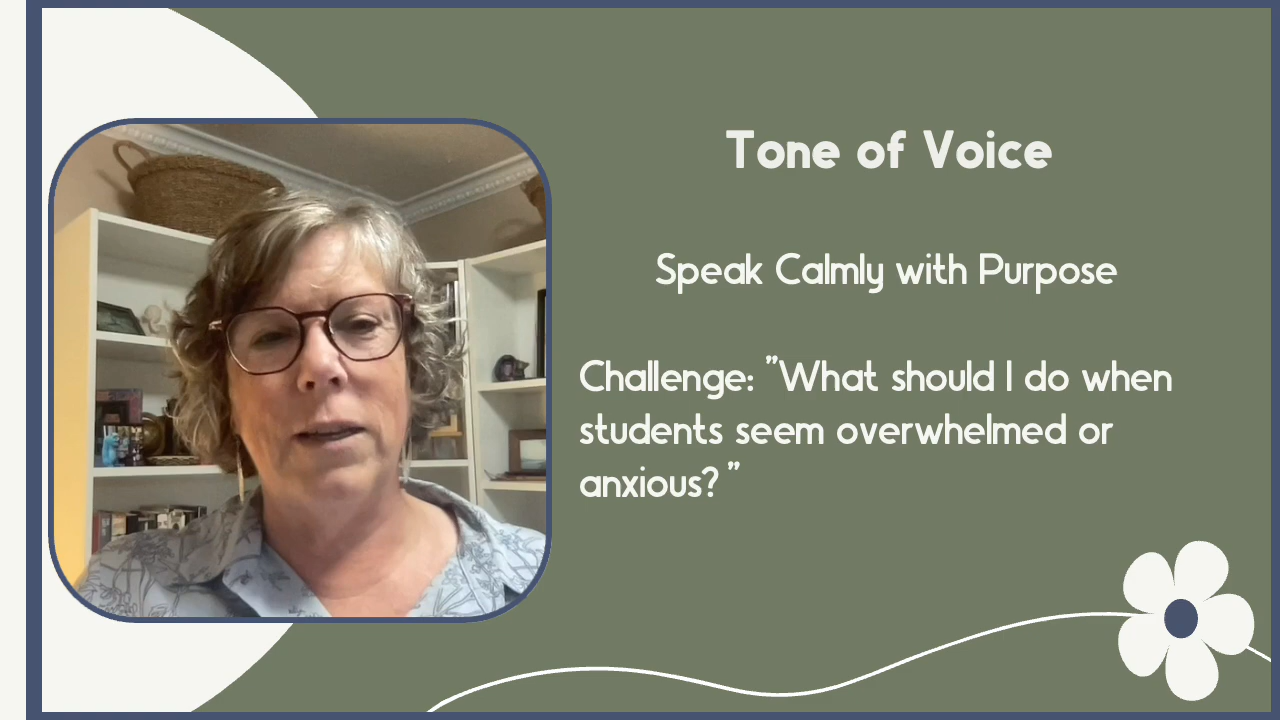 Tone of Voice
Speak Calmly with Purpose
Challenge: "What should I do when
students seem overwhelmed or
anxious? "